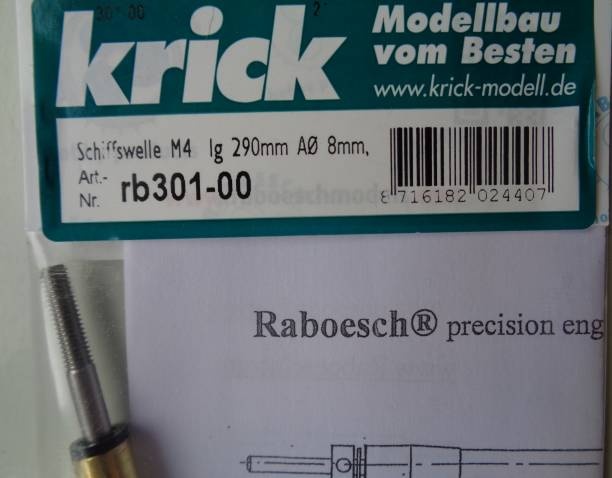 krick
Modellbau
vom Besten
www.krick-modell.de
Schiffswelle M4 lg 290mm AØ 8mm,
Art.-
Nr. rb301-00
8 716182 024407
Raboesch® precision eng